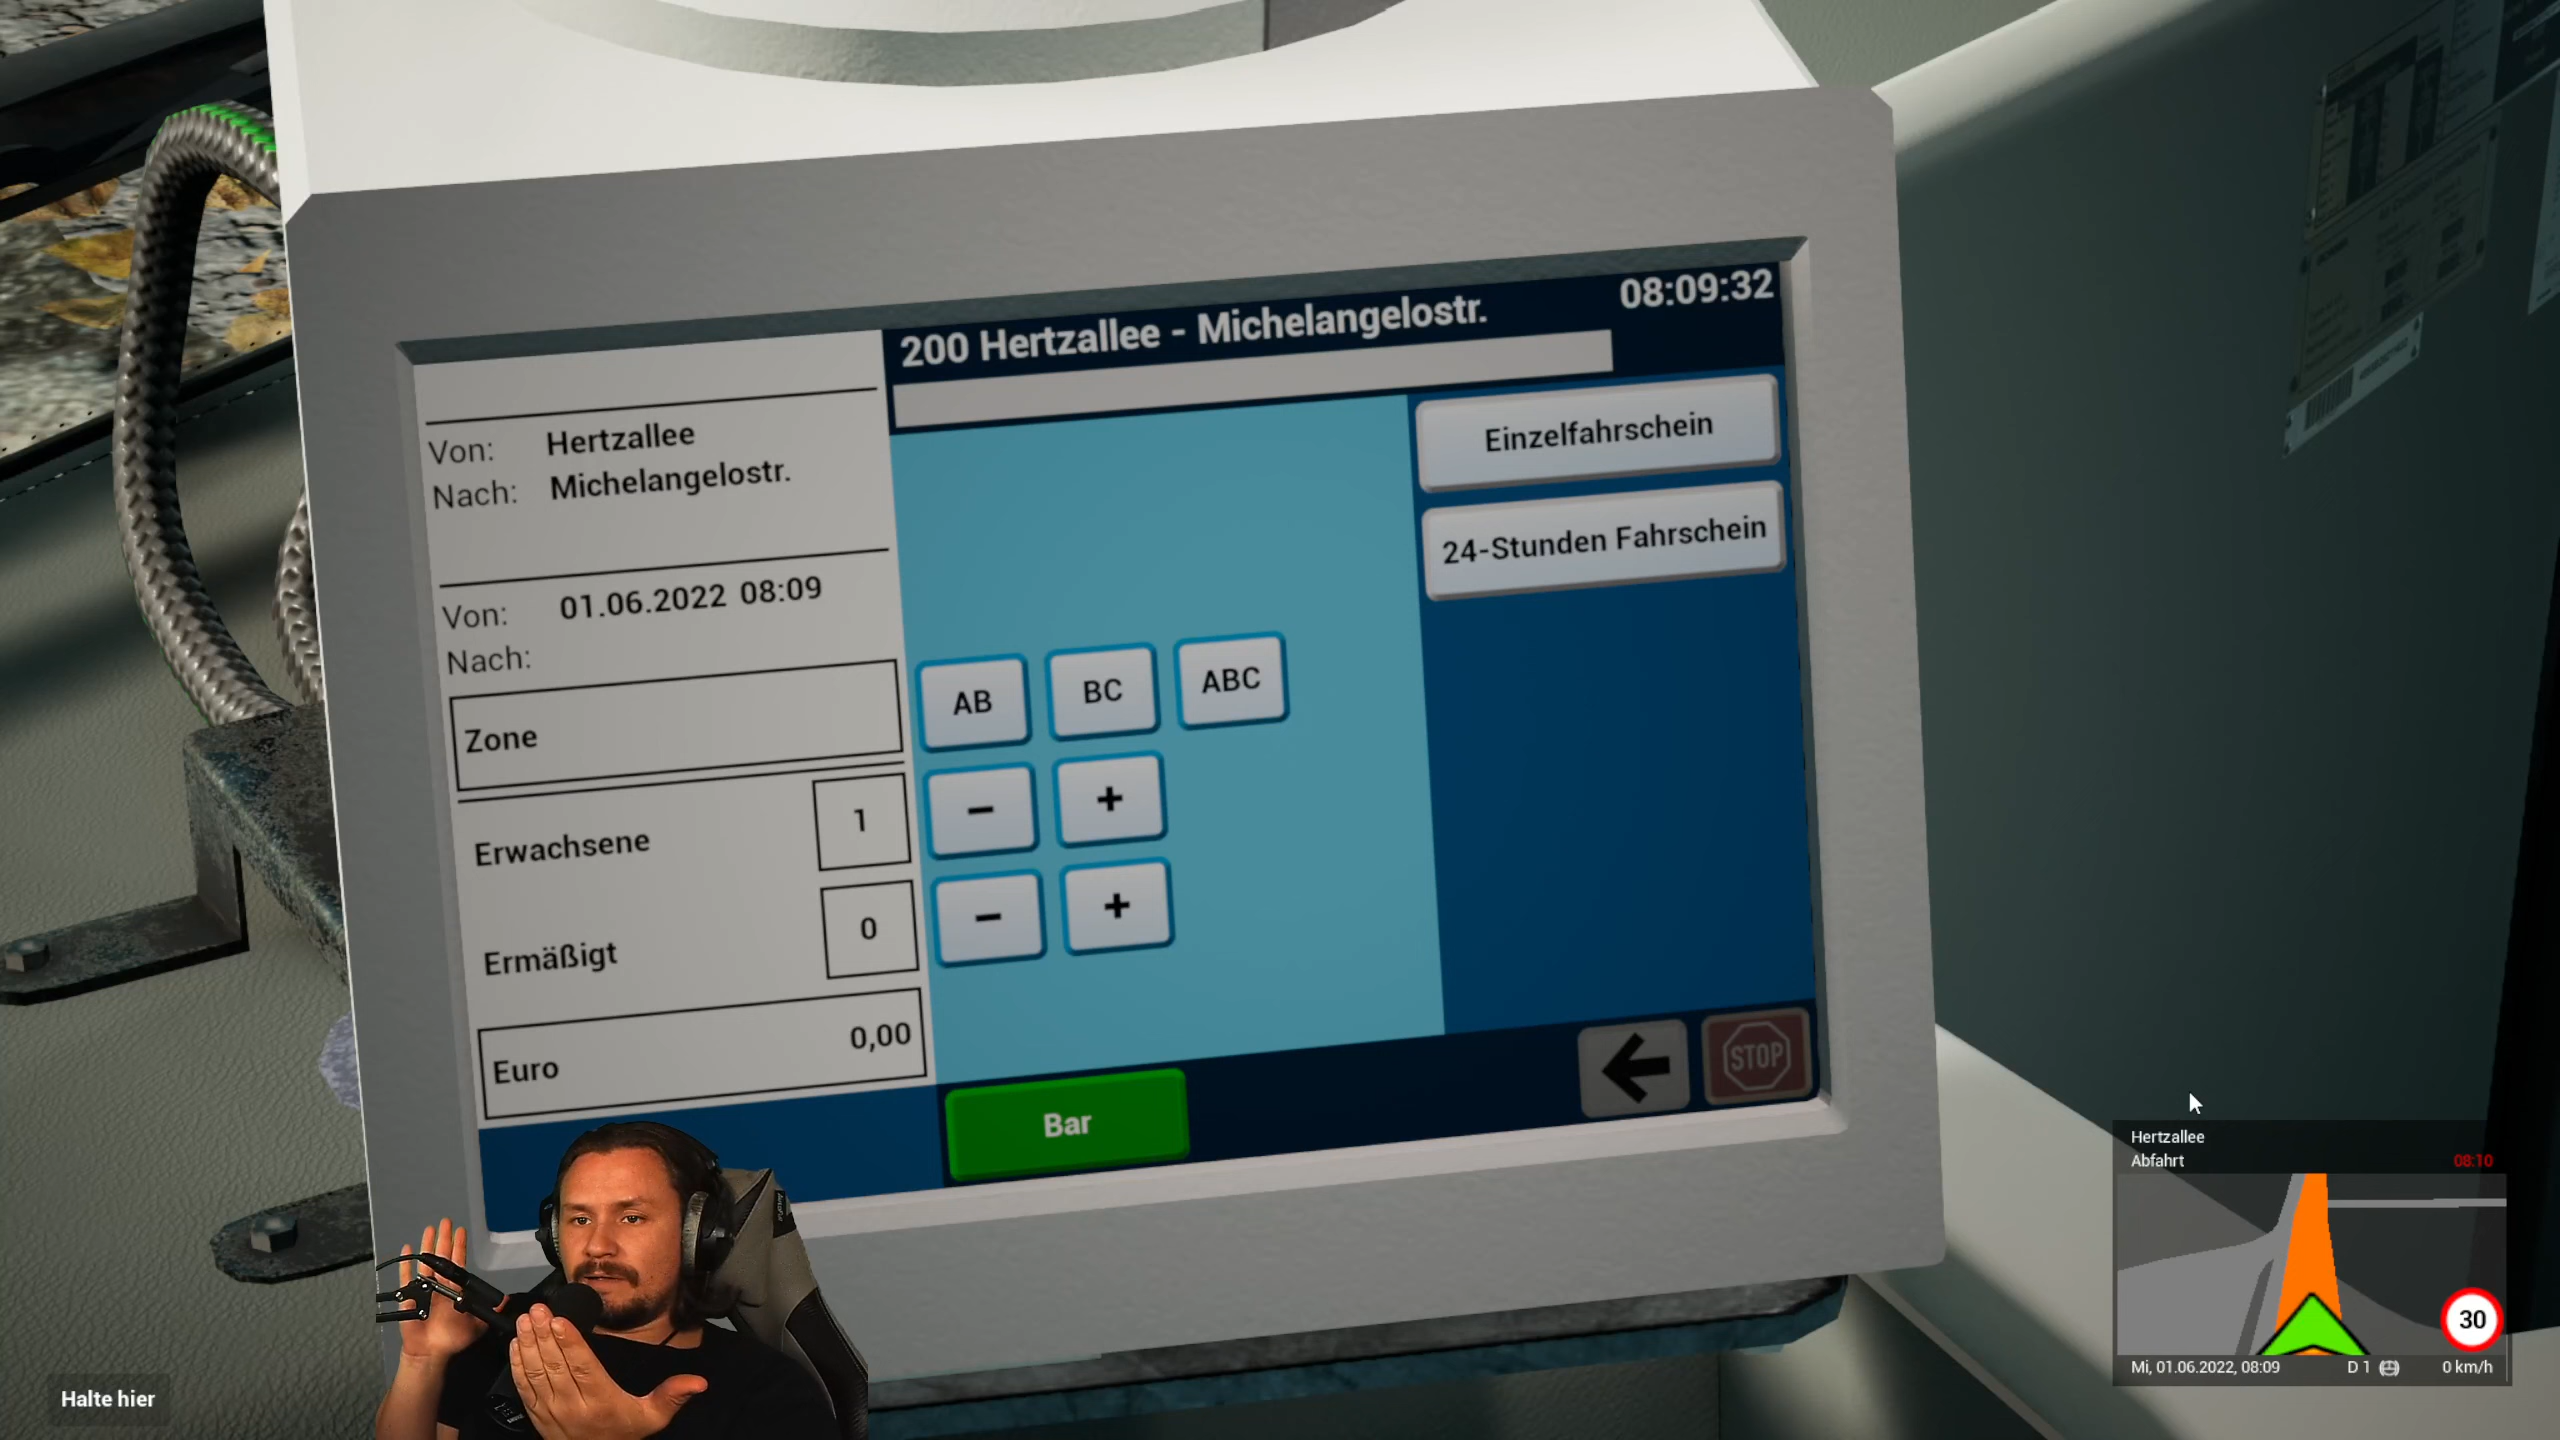 200 Hertzallee - Michelangelostr.
08:09:32
Von: Hertzallee
Nach: Michelangelostr.
Von: 01.06.2022 08:09
Nach:
Zone
AB BC ABC
Erwachsene 1 - +
Ermäßigt 0 - +
Euro 0,00
Einzelfahrschein
24-Stunden Fahrschein
Bar
STOP
Halte hier
Hertzallee
Abfahrt 08:10
30
Mi, 01.06.2022, 08:09 D 1 0 km/h